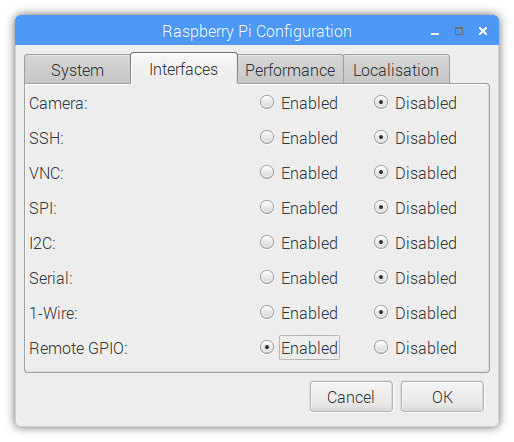 Raspberry Pi Configuration
System Interfaces Performance Localisation
Camera: Enabled Disabled
SSH: Enabled Disabled
VNC: Enabled Disabled
SPI: Enabled Disabled
I2C: Enabled Disabled
Serial: Enabled Disabled
1-Wire: Enabled Disabled
Remote GPIO: Enabled Disabled
Cancel OK